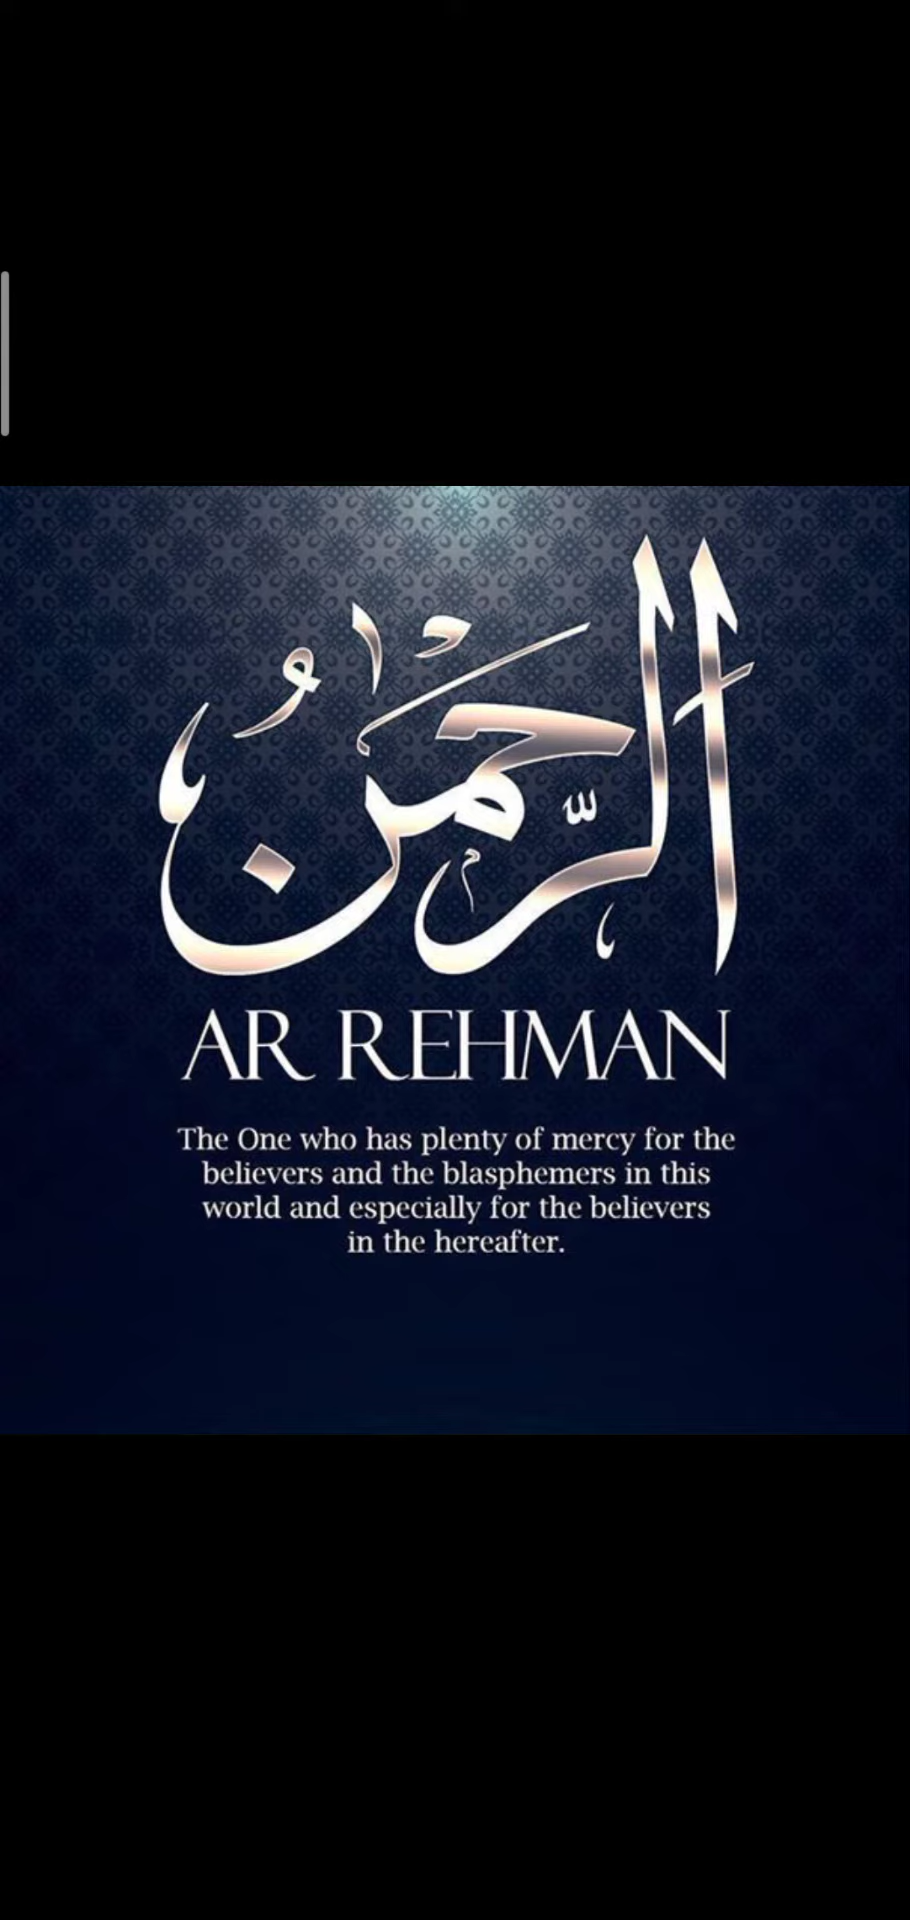 الرَّحْمٰنُ
AR REHMAN
The One who has plenty of mercy for the
believers and the blasphemers in this
world and especially for the believers
in the hereafter.